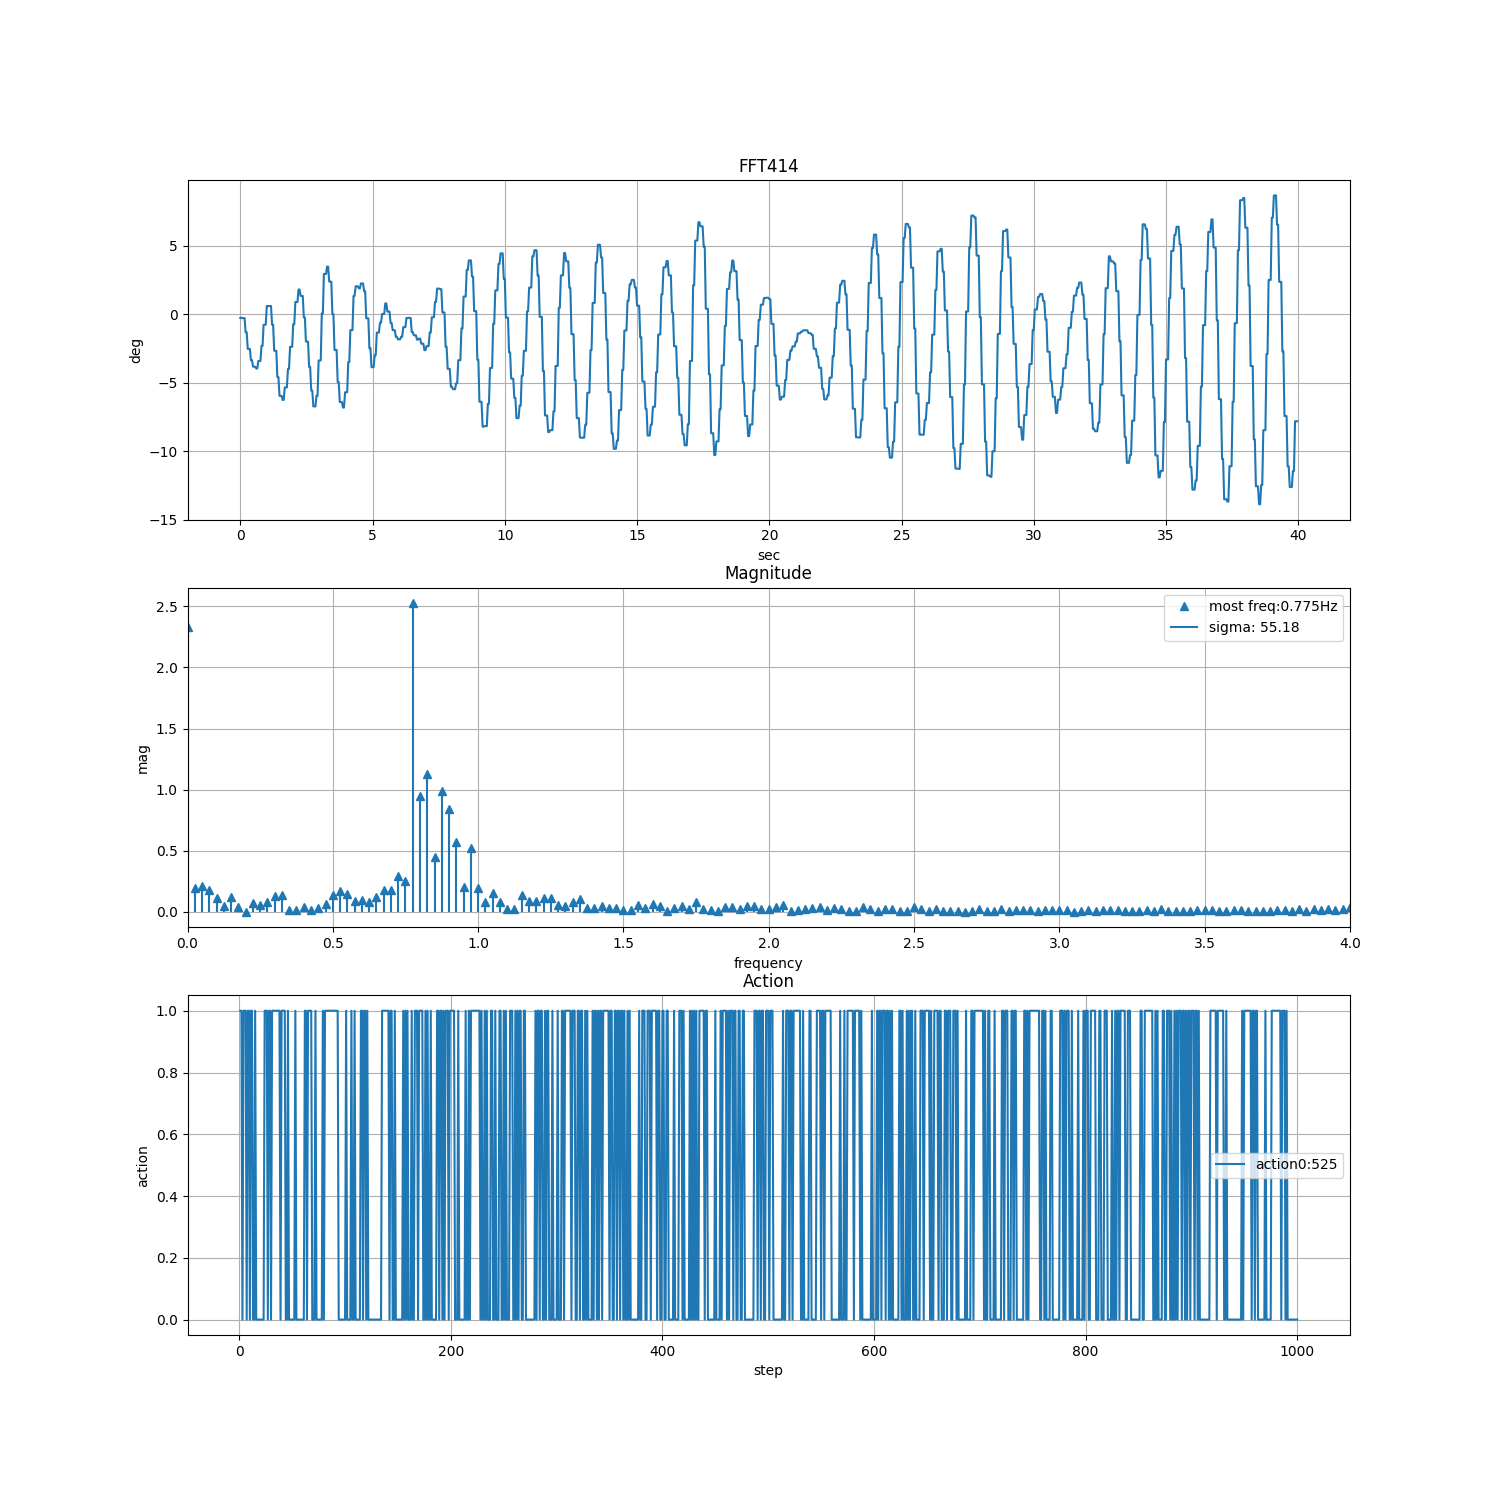 FFT414
5
0
−5
−10
−15
deg
0 5 10 15 20 25 30 35 40
sec
Magnitude
2.5
2.0
1.5
1.0
0.5
0.0
mag
most freq:0.775Hz
sigma: 55.18
0.0 0.5 1.0 1.5 2.0 2.5 3.0 3.5 4.0
frequency
Action
1.0
0.8
0.6
0.4
0.2
0.0
action
action0:525
0 200 400 600 800 1000
step